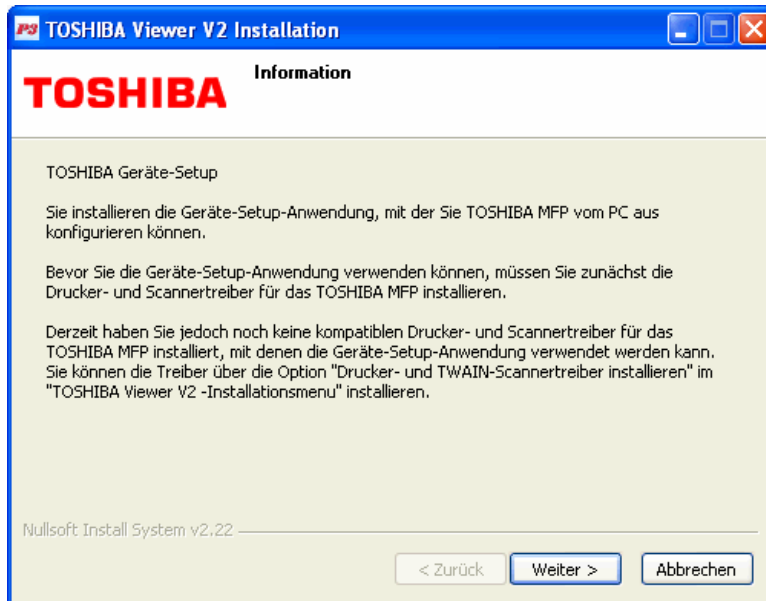 TOSHIBA Viewer V2 Installation
TOSHIBA
Information
TOSHIBA Geräte-Setup
Sie installieren die Geräte-Setup-Anwendung, mit der Sie TOSHIBA MFP vom PC aus
konfigurieren können.
Bevor Sie die Geräte-Setup-Anwendung verwenden können, müssen Sie zunächst die
Drucker- und Scannertreiber für das TOSHIBA MFP installieren.
Derzeit haben Sie jedoch noch keine kompatiblen Drucker- und Scannertreiber für das
TOSHIBA MFP installiert, mit denen die Geräte-Setup-Anwendung verwendet werden kann.
Sie können die Treiber über die Option "Drucker- und TWAIN-Scannertreiber installieren" im
"TOSHIBA Viewer V2 -Installationsmenu" installieren.
Nullsoft Install System v2.22
< Zurück Weiter > Abbrechen